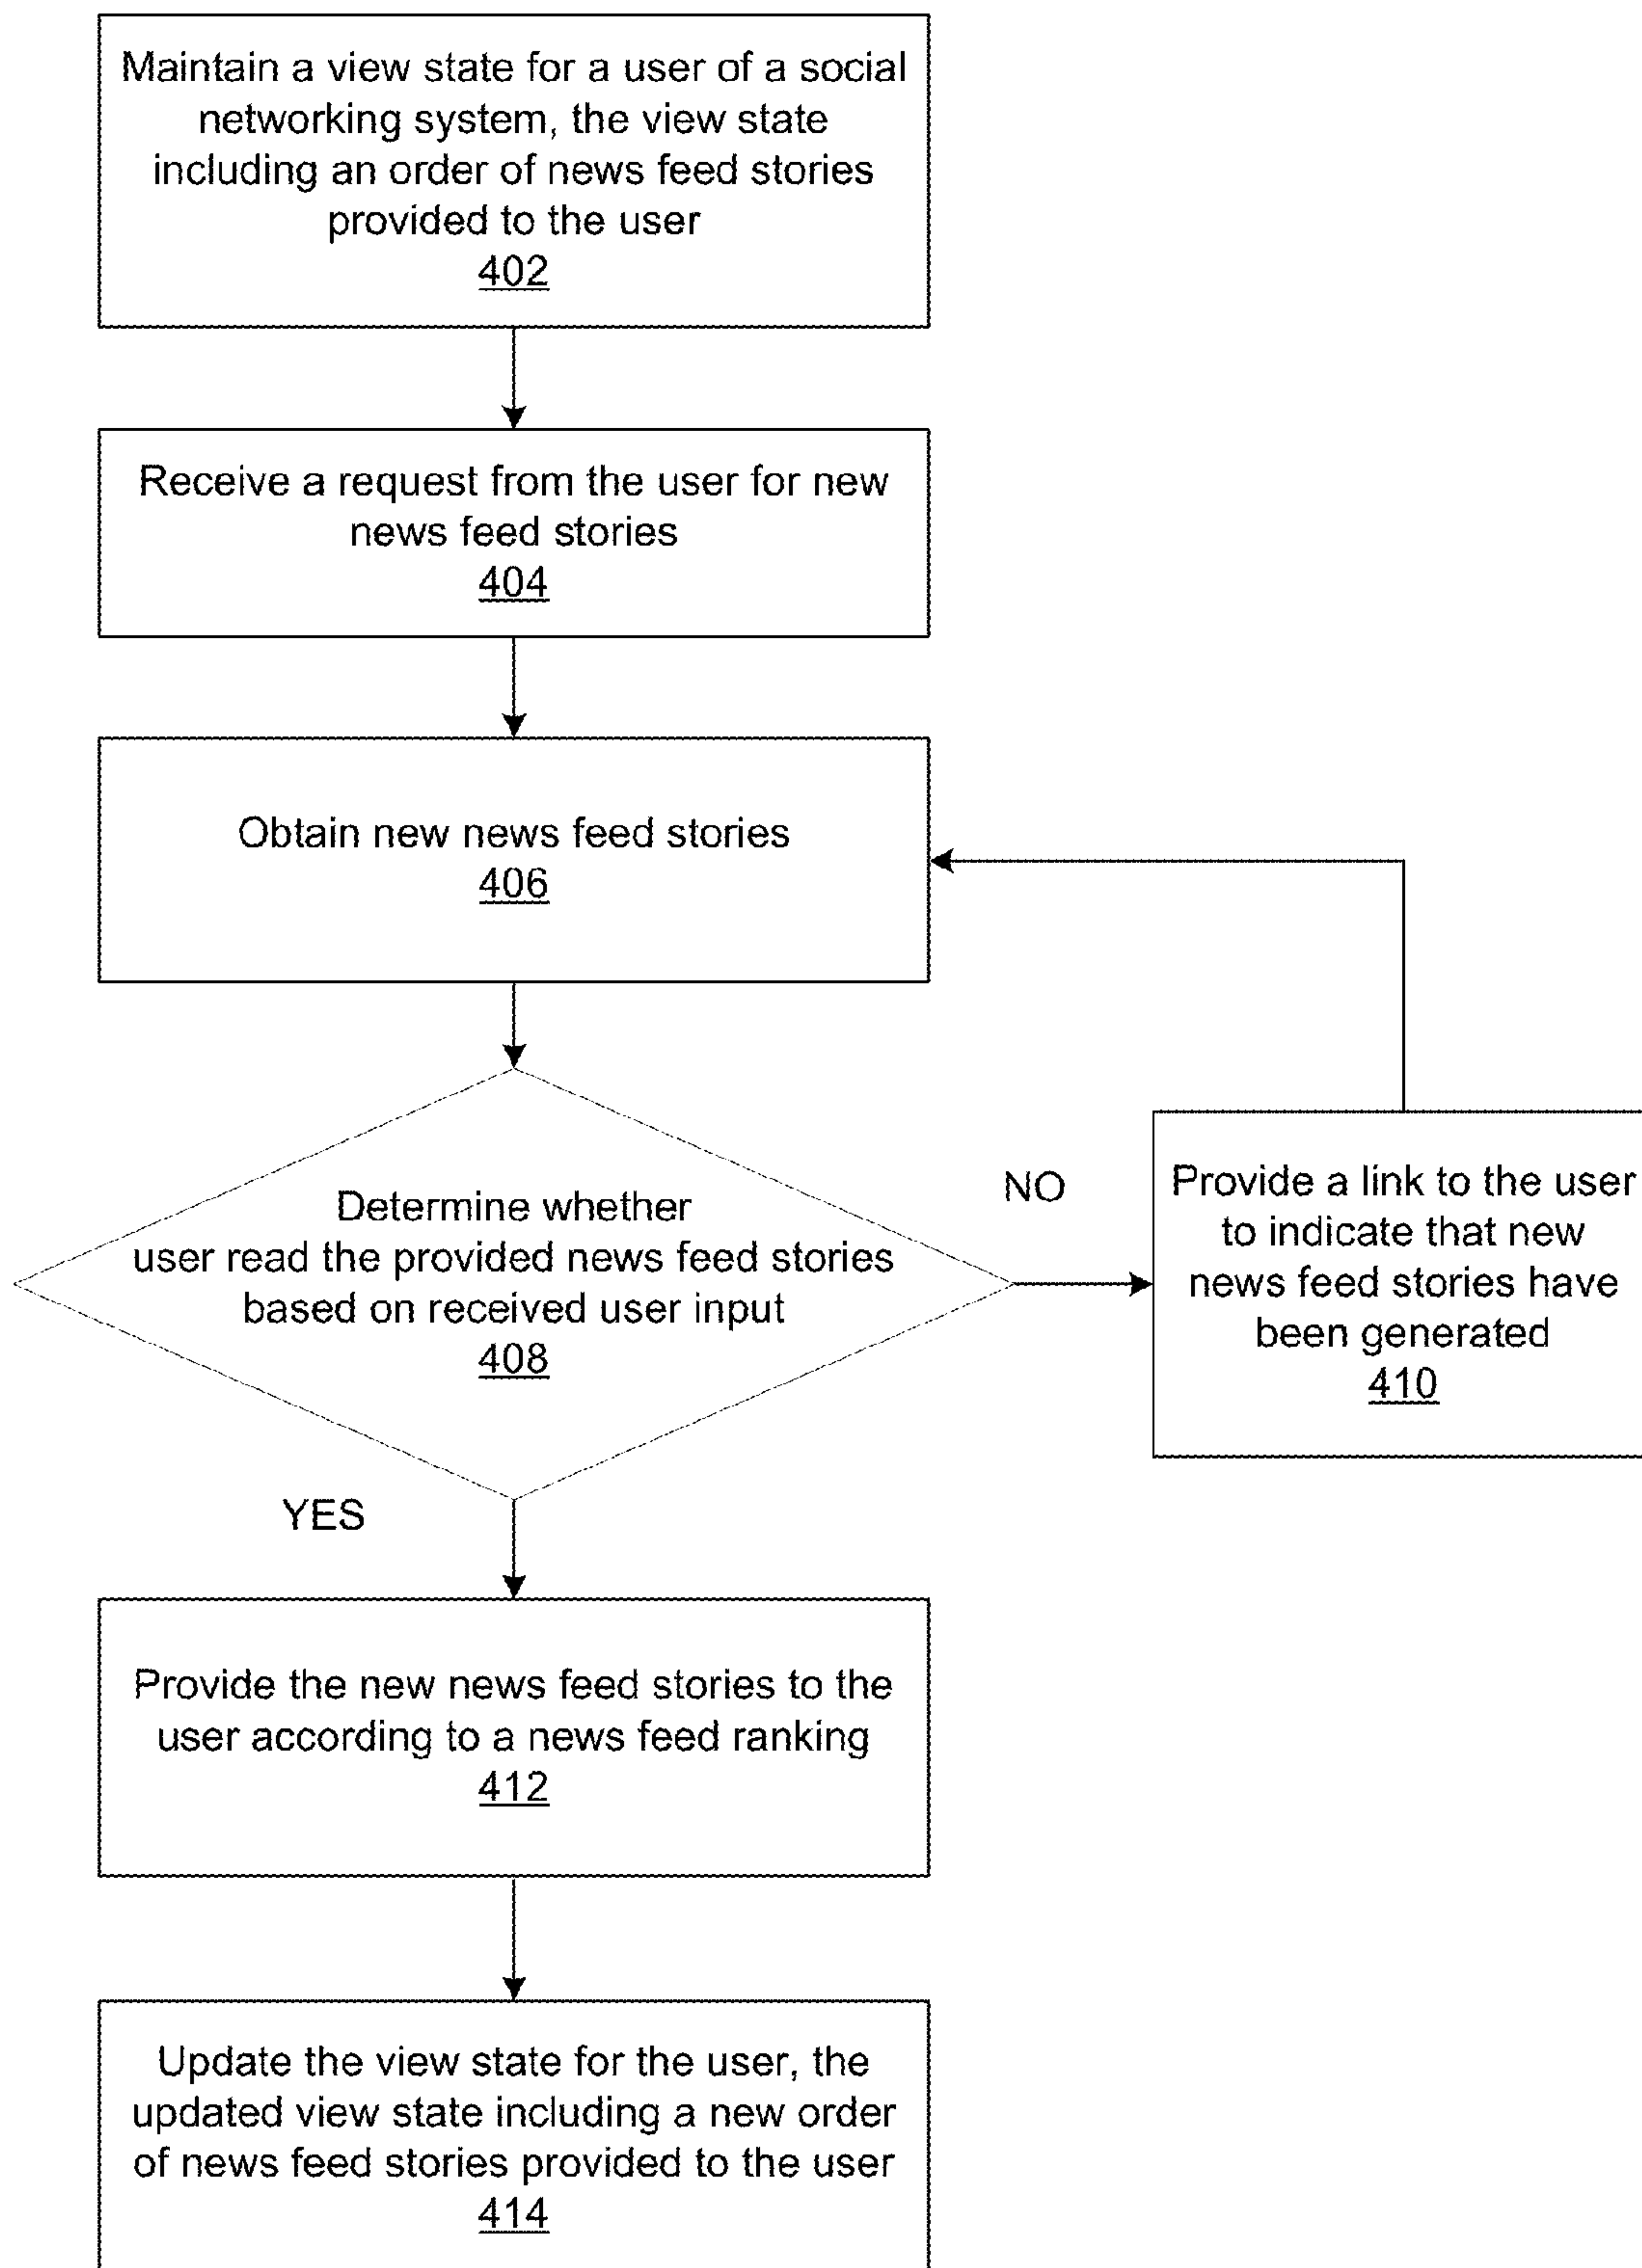 Maintain a view state for a user of a social
networking system, the view state
including an order of news feed stories
provided to the user
402
Receive a request from the user for new
news feed stories
404
Obtain new news feed stories
406
Determine whether
user read the provided news feed stories
based on received user input
408
NO
Provide a link to the user
to indicate that new
news feed stories have
been generated
410
YES
Provide the new news feed stories to the
user according to a news feed ranking
412
Update the view state for the user, the
updated view state including a new order
of news feed stories provided to the user
414